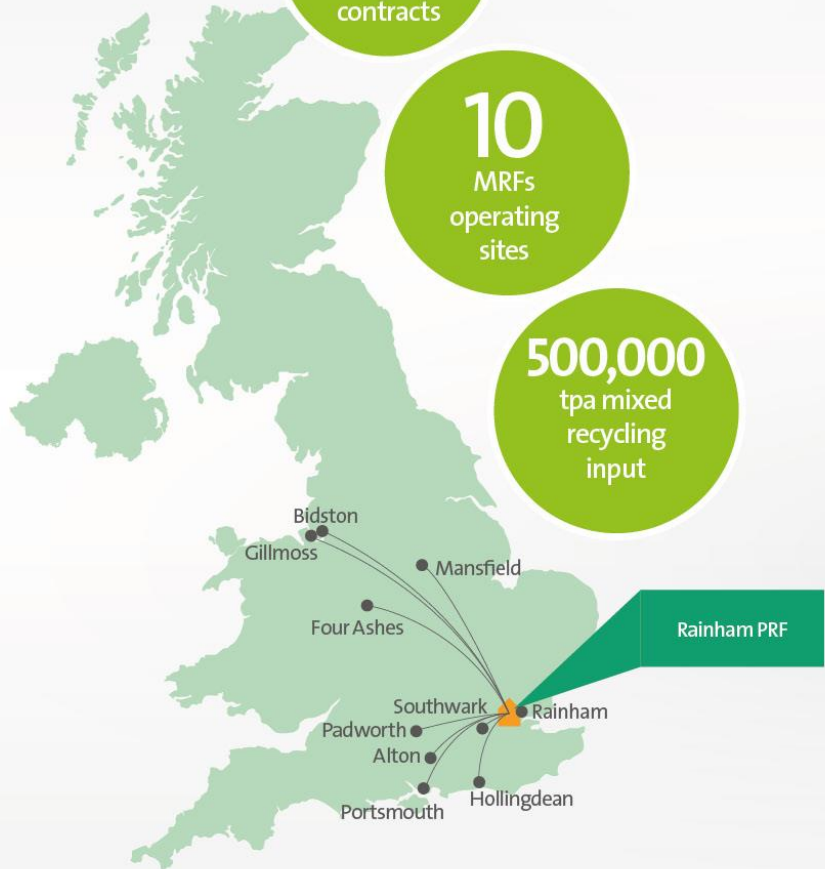 contracts
10
MRFs
operating
sites
500,000
tpa mixed
recycling
input
Bidston
Gillmoss
Mansfield
Four Ashes
Rainham PRF
Southwark
Rainham
Padworth
Alton
Hollingdean
Portsmouth